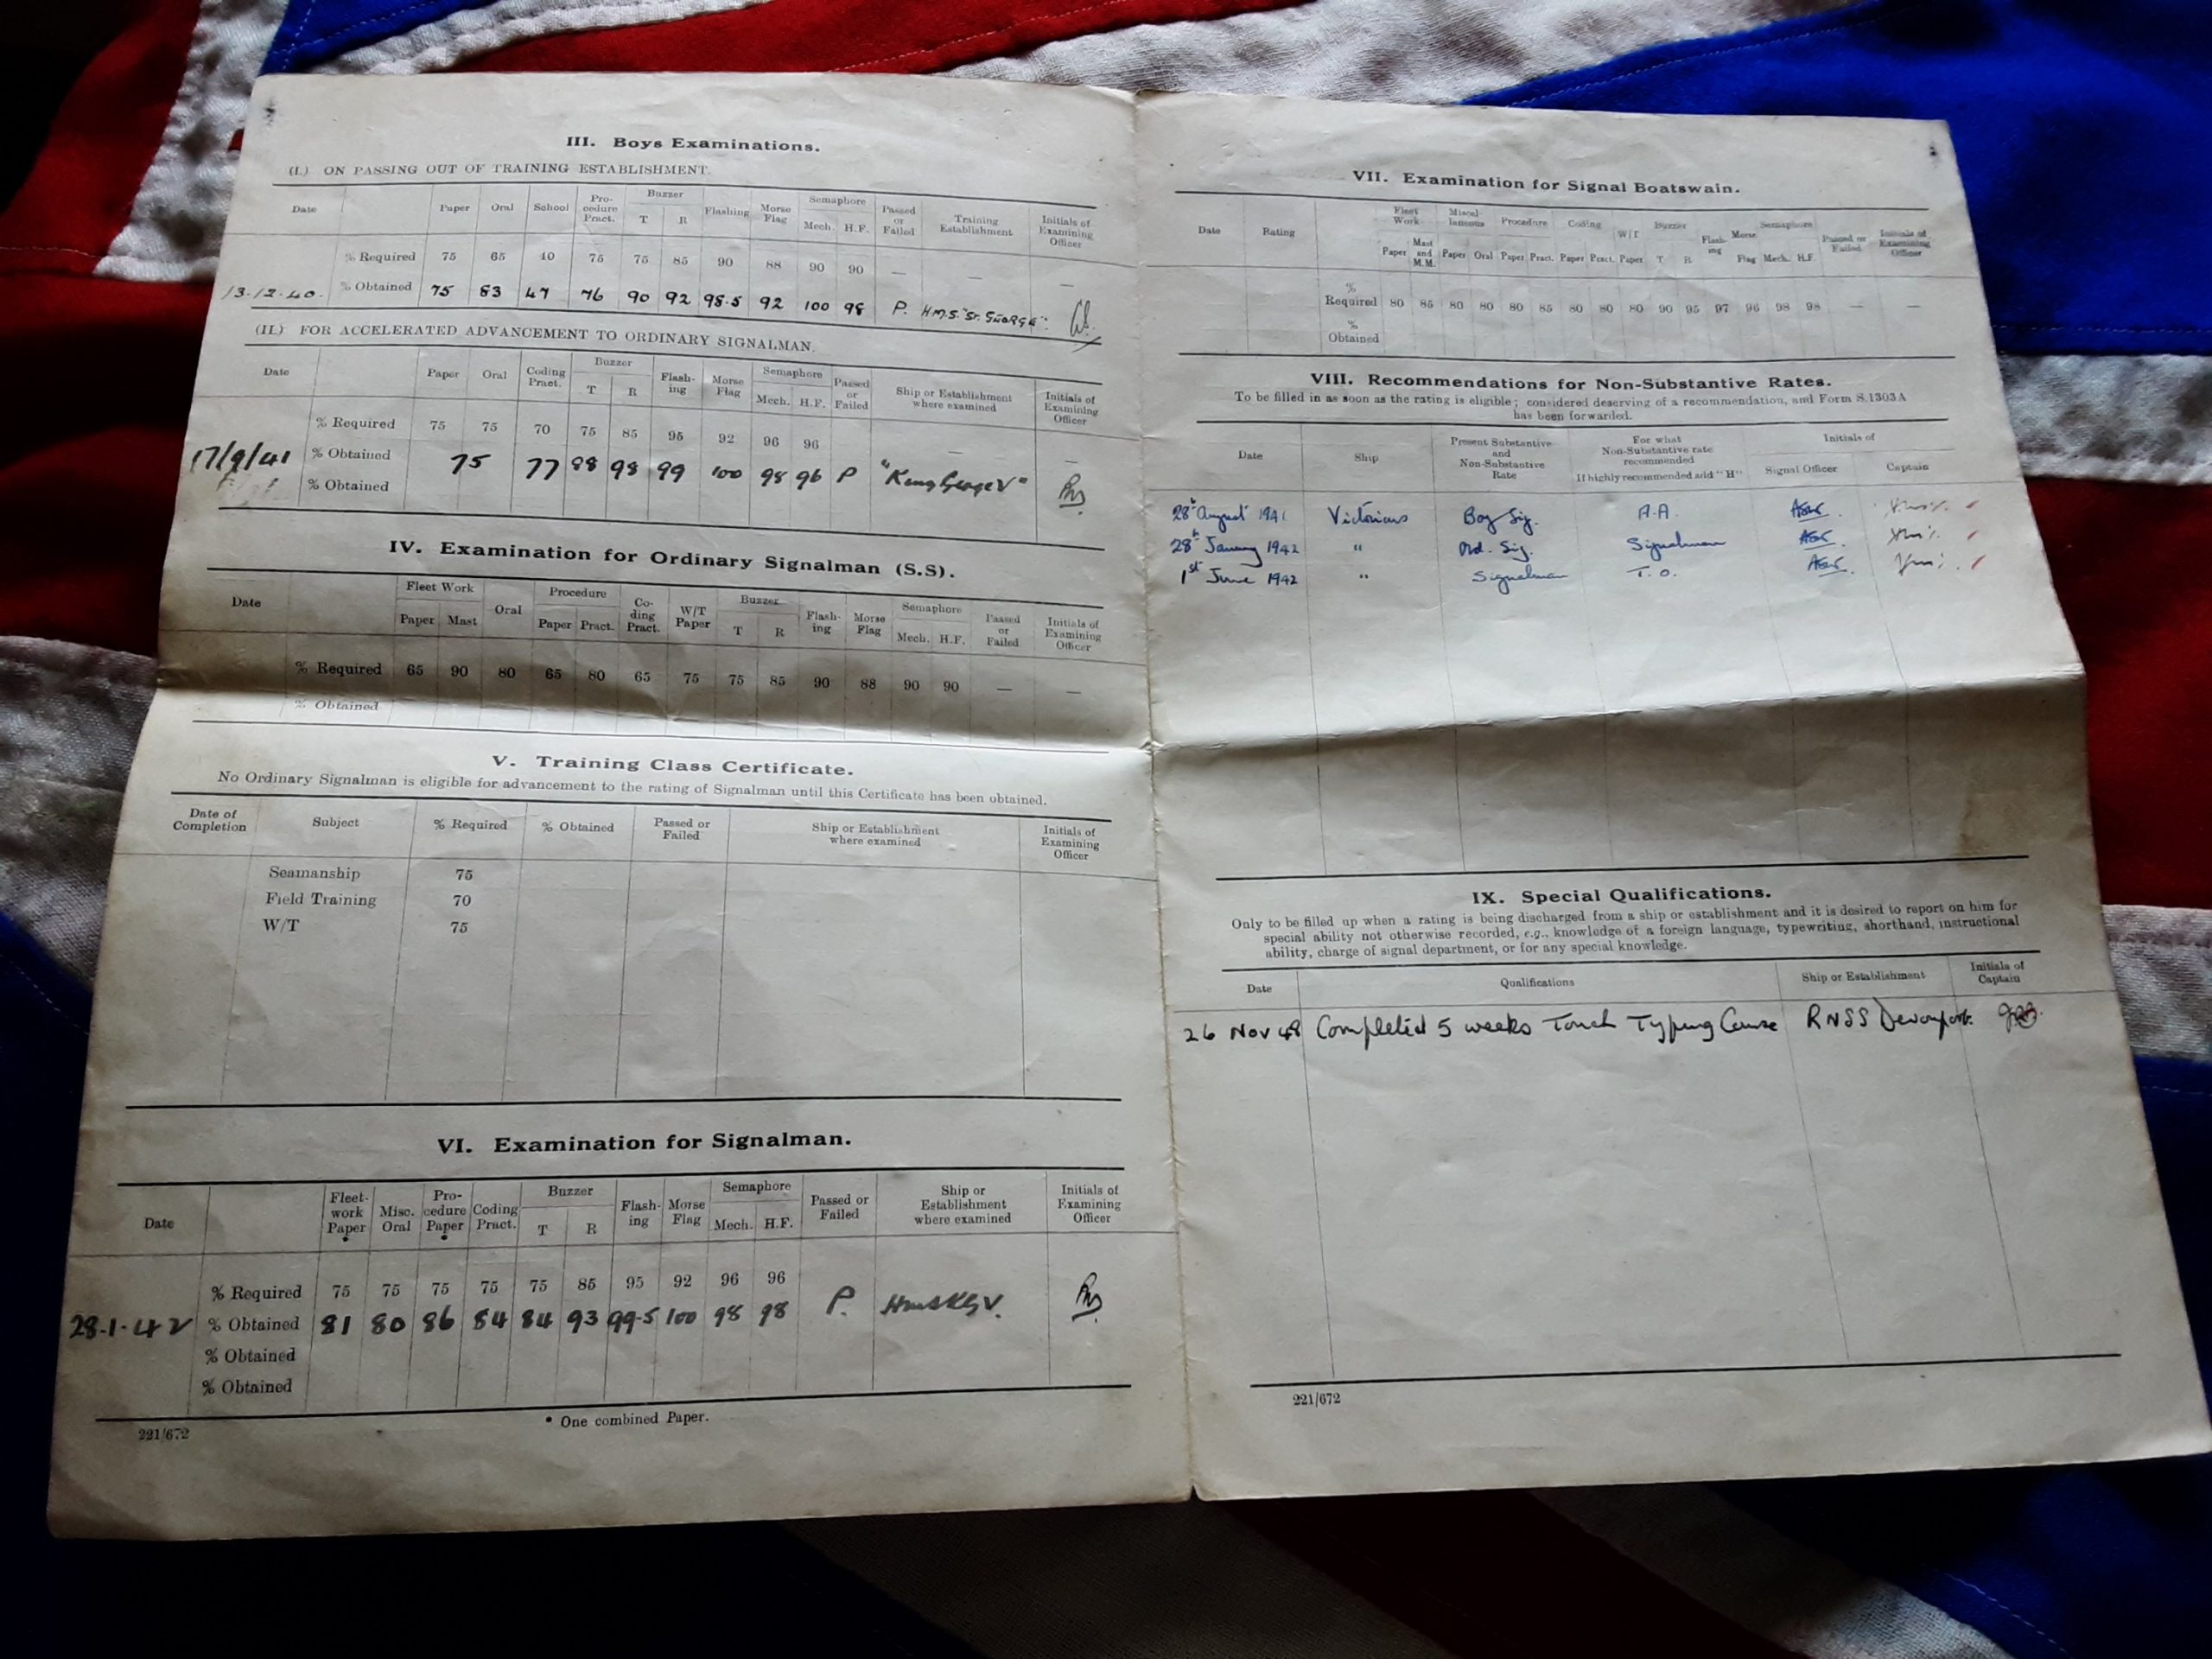 III. Boys Examinations.
(I.) ON PASSING OUT OF TRAINING ESTABLISHMENT.
Date Paper Oral School Pro-cedure Pract. Buzzer T R Flashing Morse Flag Semaphore Mech. H.F. Passed or Failed Training Establishment Initials of Examining Officer
% Required 75 65 40 75 75 85 90 88 90 90 — — —
13.12.40. % Obtained 75 83 47 76 90 92 98.5 92 100 98 P. H.M.S. "St. GEORGE".
(II.) FOR ACCELERATED ADVANCEMENT TO ORDINARY SIGNALMAN.
Date Paper Oral Coding Pract. Buzzer T R Flash-ing Morse Flag Semaphore Mech. H.F. Passed or Failed Ship or Establishment where examined Initials of Examining Officer
% Required 75 75 70 75 85 95 92 96 96 — —
17/9/41 % Obtained 75 77 98 98 99 100 98 96 P "King George V"
% Obtained
IV. Examination for Ordinary Signalman (S.S).
Date Fleet Work Paper Mast Oral Procedure Paper Pract. Co-ding Pract. W/T Paper Buzzer T R Flash-ing Morse Flag Semaphore Mech. H.F. Passed or Failed Initials of Examining Officer
% Required 65 90 80 65 80 65 75 75 85 90 88 90 90 — —
% Obtained
V. Training Class Certificate.
No Ordinary Signalman is eligible for advancement to the rating of Signalman until this Certificate has been obtained.
Date of Completion Subject % Required % Obtained Passed or Failed Ship or Establishment where examined Initials of Examining Officer
Seamanship 75
Field Training 70
W/T 75
VI. Examination for Signalman.
Date Fleet-work Paper * Misc. Oral Pro-cedure Paper * Coding Pract. Buzzer T R Flash-ing Morse Flag Semaphore Mech. H.F. Passed or Failed Ship or Establishment where examined Initials of Examining Officer
% Required 75 75 75 75 75 85 95 92 96 96
28.1.42 % Obtained 81 80 86 84 84 93 99.5 100 98 98 P. HMS KG V.
% Obtained
% Obtained
* One combined Paper.
221/672
VII. Examination for Signal Boatswain.
Date Rating Fleet Work Paper Mast and M.M. Miscel-laneous Paper Oral Procedure Paper Pract. Coding Paper Pract. W/T Paper Buzzer T R Flash-ing Morse Flag Semaphore Mech. H.F. Passed or Failed Initials of Examining Officer
% Required 80 85 80 80 80 85 80 80 80 90 95 97 96 98 98 — —
% Obtained
VIII. Recommendations for Non-Substantive Rates.
To be filled in as soon as the rating is eligible; considered deserving of a recommendation, and Form S.1303A
has been forwarded.
Date Ship Present Substantive and Non-Substantive Rate For what Non-Substantive rate recommended If highly recommended add "H" Initials of Signal Officer Captain
28th August 1941 Victorious Boy Sig. A.A.
28th January 1942 " Ord. Sig. Signalman
1st June 1942 " Signalman T.O.
IX. Special Qualifications.
Only to be filled up when a rating is being discharged from a ship or establishment and it is desired to report on him for
special ability not otherwise recorded, e.g., knowledge of a foreign language, typewriting, shorthand, instructional
ability, charge of signal department, or for any special knowledge.
Date Qualifications Ship or Establishment Initials of Captain
26 Nov 48 Completed 5 weeks Touch Typing Course RNSS Devonport.
221/672